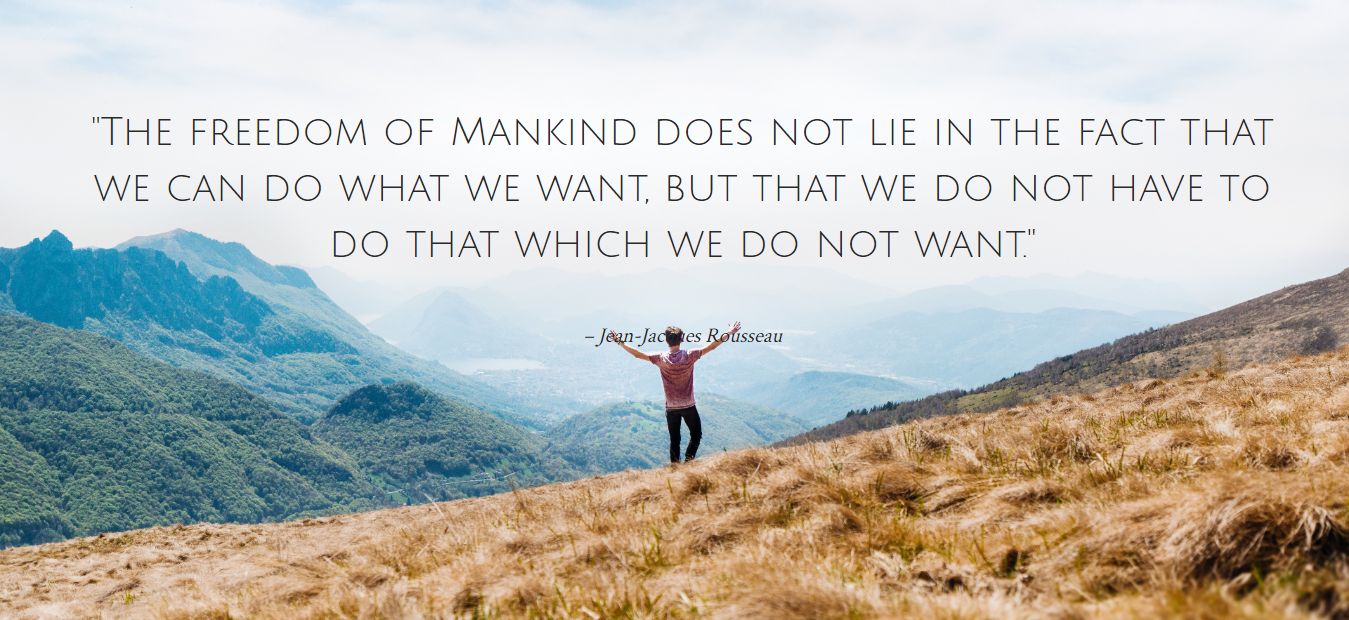 "The freedom of Mankind does not lie in the fact that
we can do what we want, but that we do not have to
do that which we do not want."
– Jean-Jacques Rousseau